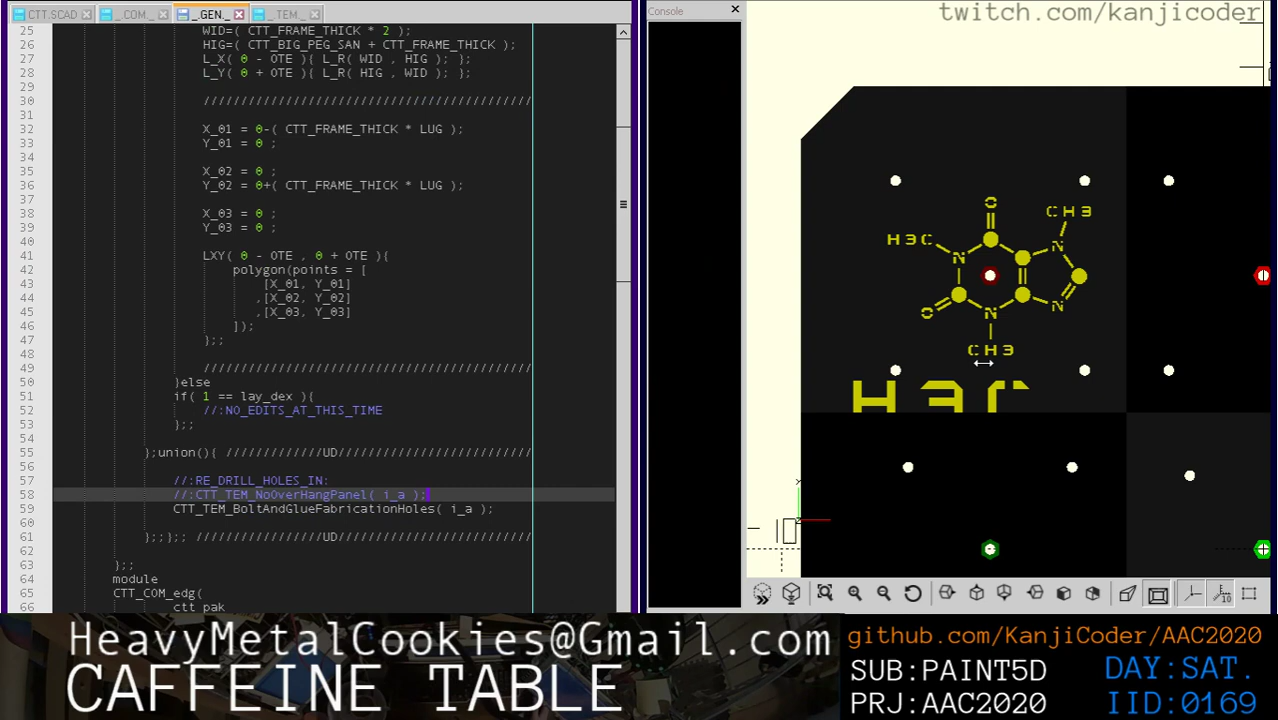 CTT.SCAD
_.COM_
_.GEN._
_TEM_
Console
twitch.com/kanjicoder
25 WID=( CTT_FRAME_THICK * 2 );
26 HIG=( CTT_BIG_PEG_SAN + CTT_FRAME_THICK );
27 L_X( 0 - OTE ){ L_R( WID , HIG ); };
28 L_Y( 0 + OTE ){ L_R( HIG , WID ); };
29
30 ////////////////////////////////////////////
31
32 X_01 = 0-( CTT_FRAME_THICK * LUG );
33 Y_01 = 0 ;
34
35 X_02 = 0 ;
36 Y_02 = 0+( CTT_FRAME_THICK * LUG );
37
38 X_03 = 0 ;
39 Y_03 = 0 ;
40
41 LXY( 0 - OTE , 0 + OTE ){
42 polygon(points = [
43 [X_01, Y_01]
44 ,[X_02, Y_02]
45 ,[X_03, Y_03]
46 ]);
47 };;
48
49 ////////////////////////////////////////////
50 }else
51 if( 1 == lay_dex ){
52 //:NO_EDITS_AT_THIS_TIME
53 };;
54
55 };union(){ /////////////UD//////////////////////////
56
57 //:RE_DRILL_HOLES_IN:
58 //:CTT_TEM_NoOverHangPanel( i_a );
59 CTT_TEM_BoltAndGlueFabricationHoles( i_a );
60
61 };;};; /////////////////UD//////////////////////////
62
63 };;
64 module
65 CTT_COM_edg(
66 ctt_pak
O
CH3
H3C
N
N
O
N
N
CH3
10
HeavyMetalCookies@Gmail.com
CAFFEINE TABLE
github.com/KanjiCoder/AAC2020
SUB:PAINT5D
DAY:SAT.
PRJ:AAC2020
IID:0169